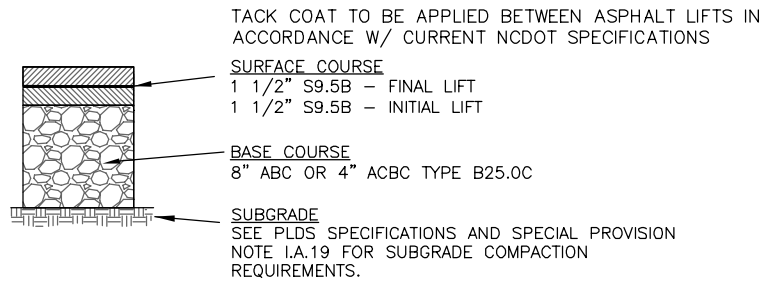 TACK COAT TO BE APPLIED BETWEEN ASPHALT LIFTS IN
ACCORDANCE W/ CURRENT NCDOT SPECIFICATIONS
SURFACE COURSE
1 1/2" S9.5B – FINAL LIFT
1 1/2" S9.5B – INITIAL LIFT
BASE COURSE
8" ABC OR 4" ACBC TYPE B25.0C
SUBGRADE
SEE PLDS SPECIFICATIONS AND SPECIAL PROVISION
NOTE I.A.19 FOR SUBGRADE COMPACTION
REQUIREMENTS.